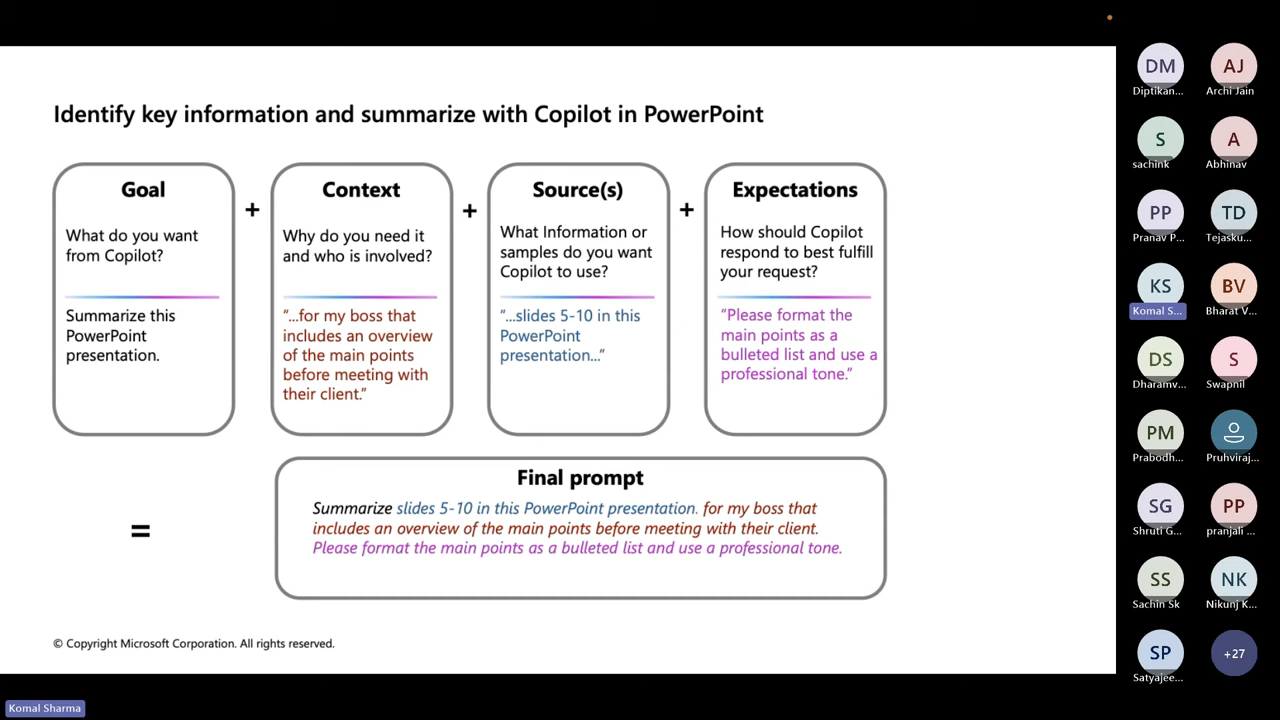 Identify key information and summarize with Copilot in PowerPoint
Goal
What do you want
from Copilot?
Summarize this
PowerPoint
presentation.
+
Context
Why do you need it
and who is involved?
“...for my boss that
includes an overview
of the main points
before meeting with
their client.”
+
Source(s)
What Information or
samples do you want
Copilot to use?
“...slides 5-10 in this
PowerPoint
presentation...”
+
Expectations
How should Copilot
respond to best fulfill
your request?
“Please format the
main points as a
bulleted list and use a
professional tone.”
=
Final prompt
Summarize slides 5-10 in this PowerPoint presentation. for my boss that
includes an overview of the main points before meeting with their client.
Please format the main points as a bulleted list and use a professional tone.
© Copyright Microsoft Corporation. All rights reserved.
Komal Sharma
DM
Diptikan...
AJ
Archi Jain
S
sachink
A
Abhinav
PP
Pranav P...
TD
Tejasku...
KS
Komal S...
BV
Bharat V...
DS
Dharamv...
S
Swapnil
PM
Prabodh...
Pruhviraj...
SG
Shruti G...
PP
pranjali ...
SS
Sachin Sk
NK
Nikunj K...
SP
Satyajee...
+27